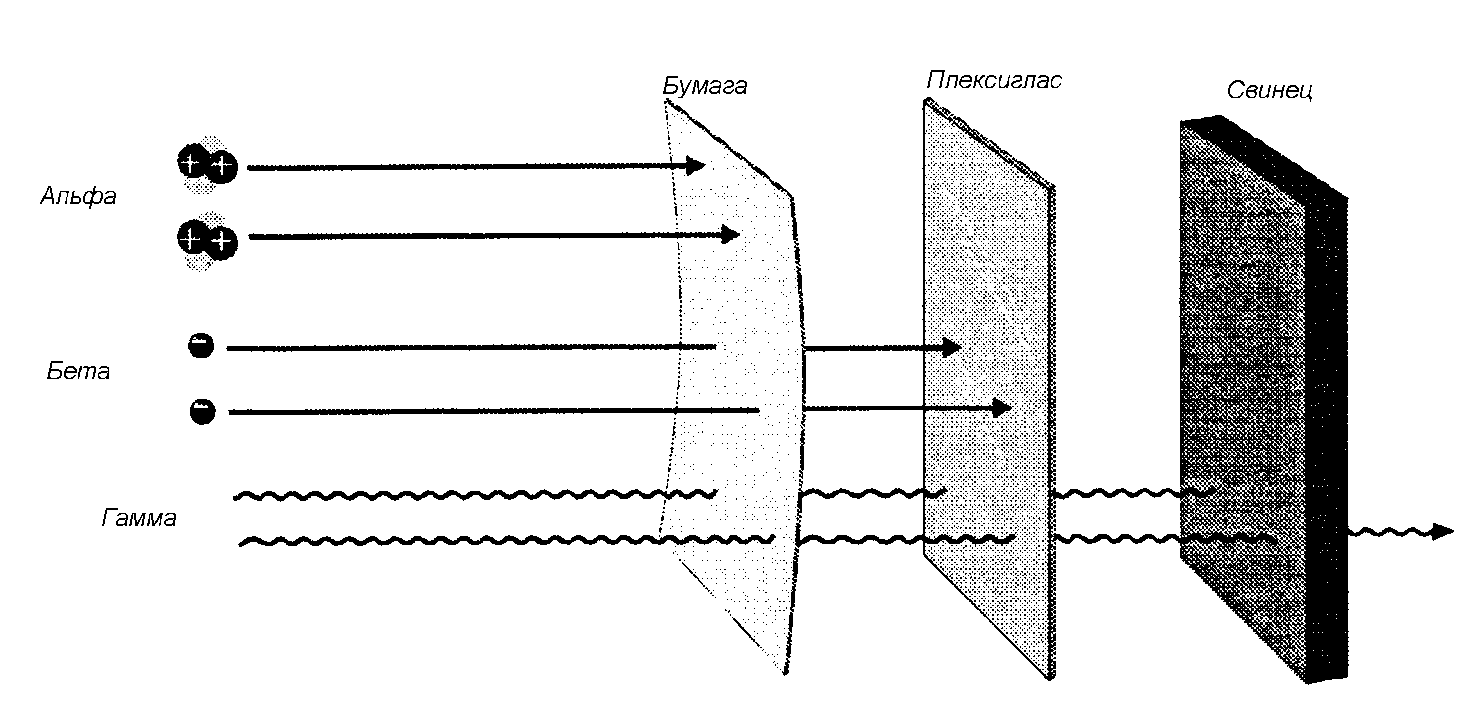 Бумага
Плексиглас
Свинец
Альфа
Бета
Гамма